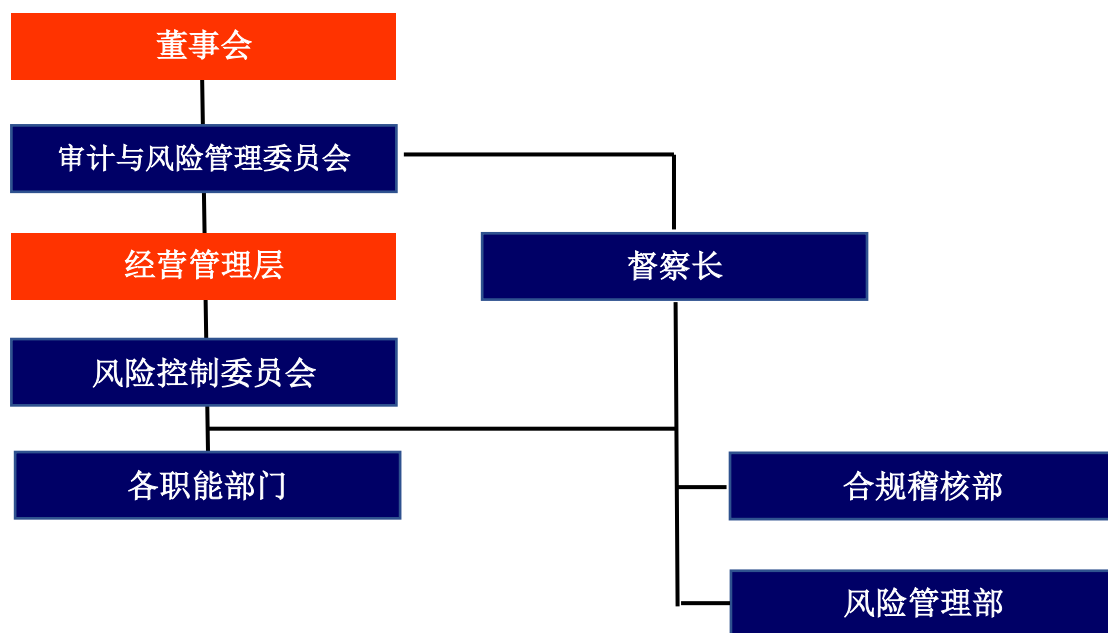 董事会
审计与风险管理委员会
经营管理层
督察长
风险控制委员会
各职能部门
合规稽核部
风险管理部